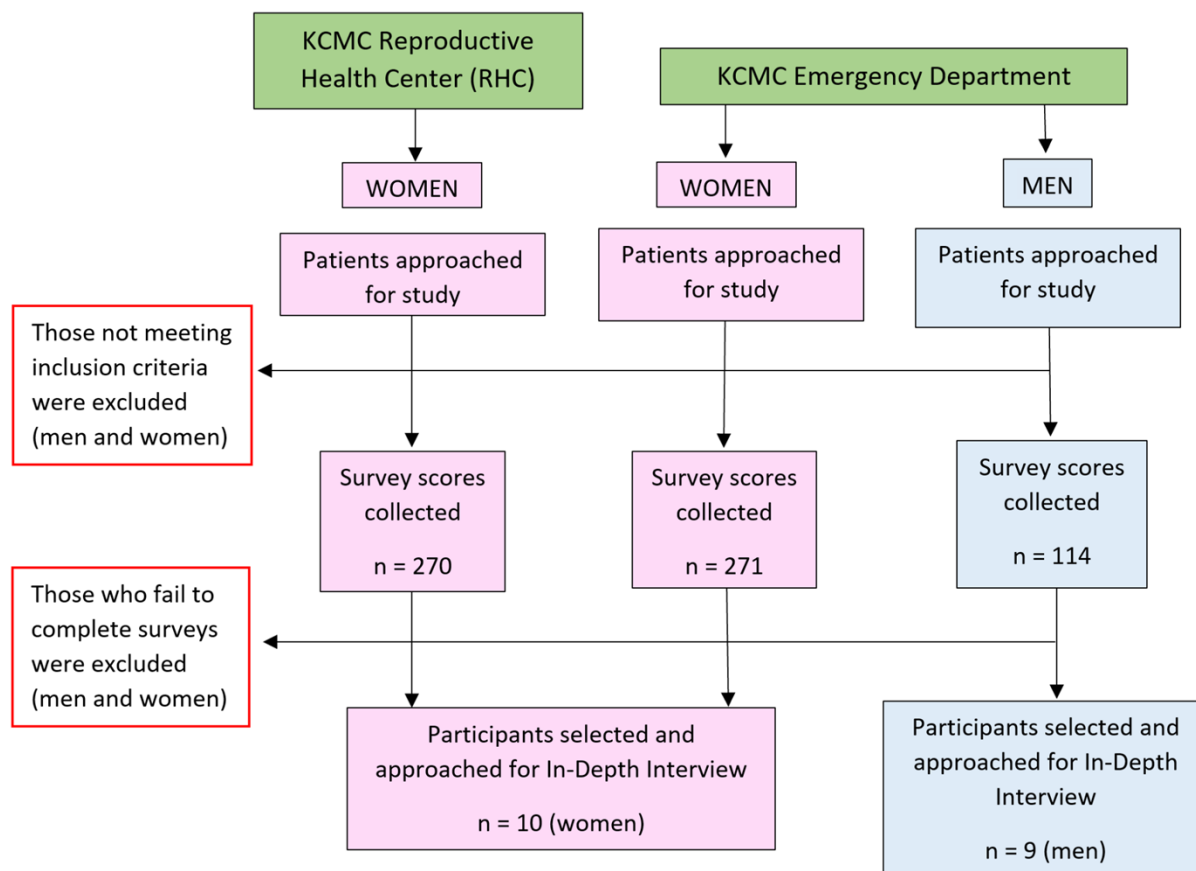 KCMC Reproductive
Health Center (RHC)
KCMC Emergency Department
WOMEN
WOMEN
MEN
Patients approached
for study
Patients approached
for study
Patients approached
for study
Those not meeting
inclusion criteria
were excluded
(men and women)
Survey scores
collected
n = 270
Survey scores
collected
n = 271
Survey scores
collected
n = 114
Those who fail to
complete surveys
were excluded
(men and women)
Participants selected and
approached for In-Depth Interview
n = 10 (women)
Participants selected and
approached for In-Depth
Interview
n = 9 (men)